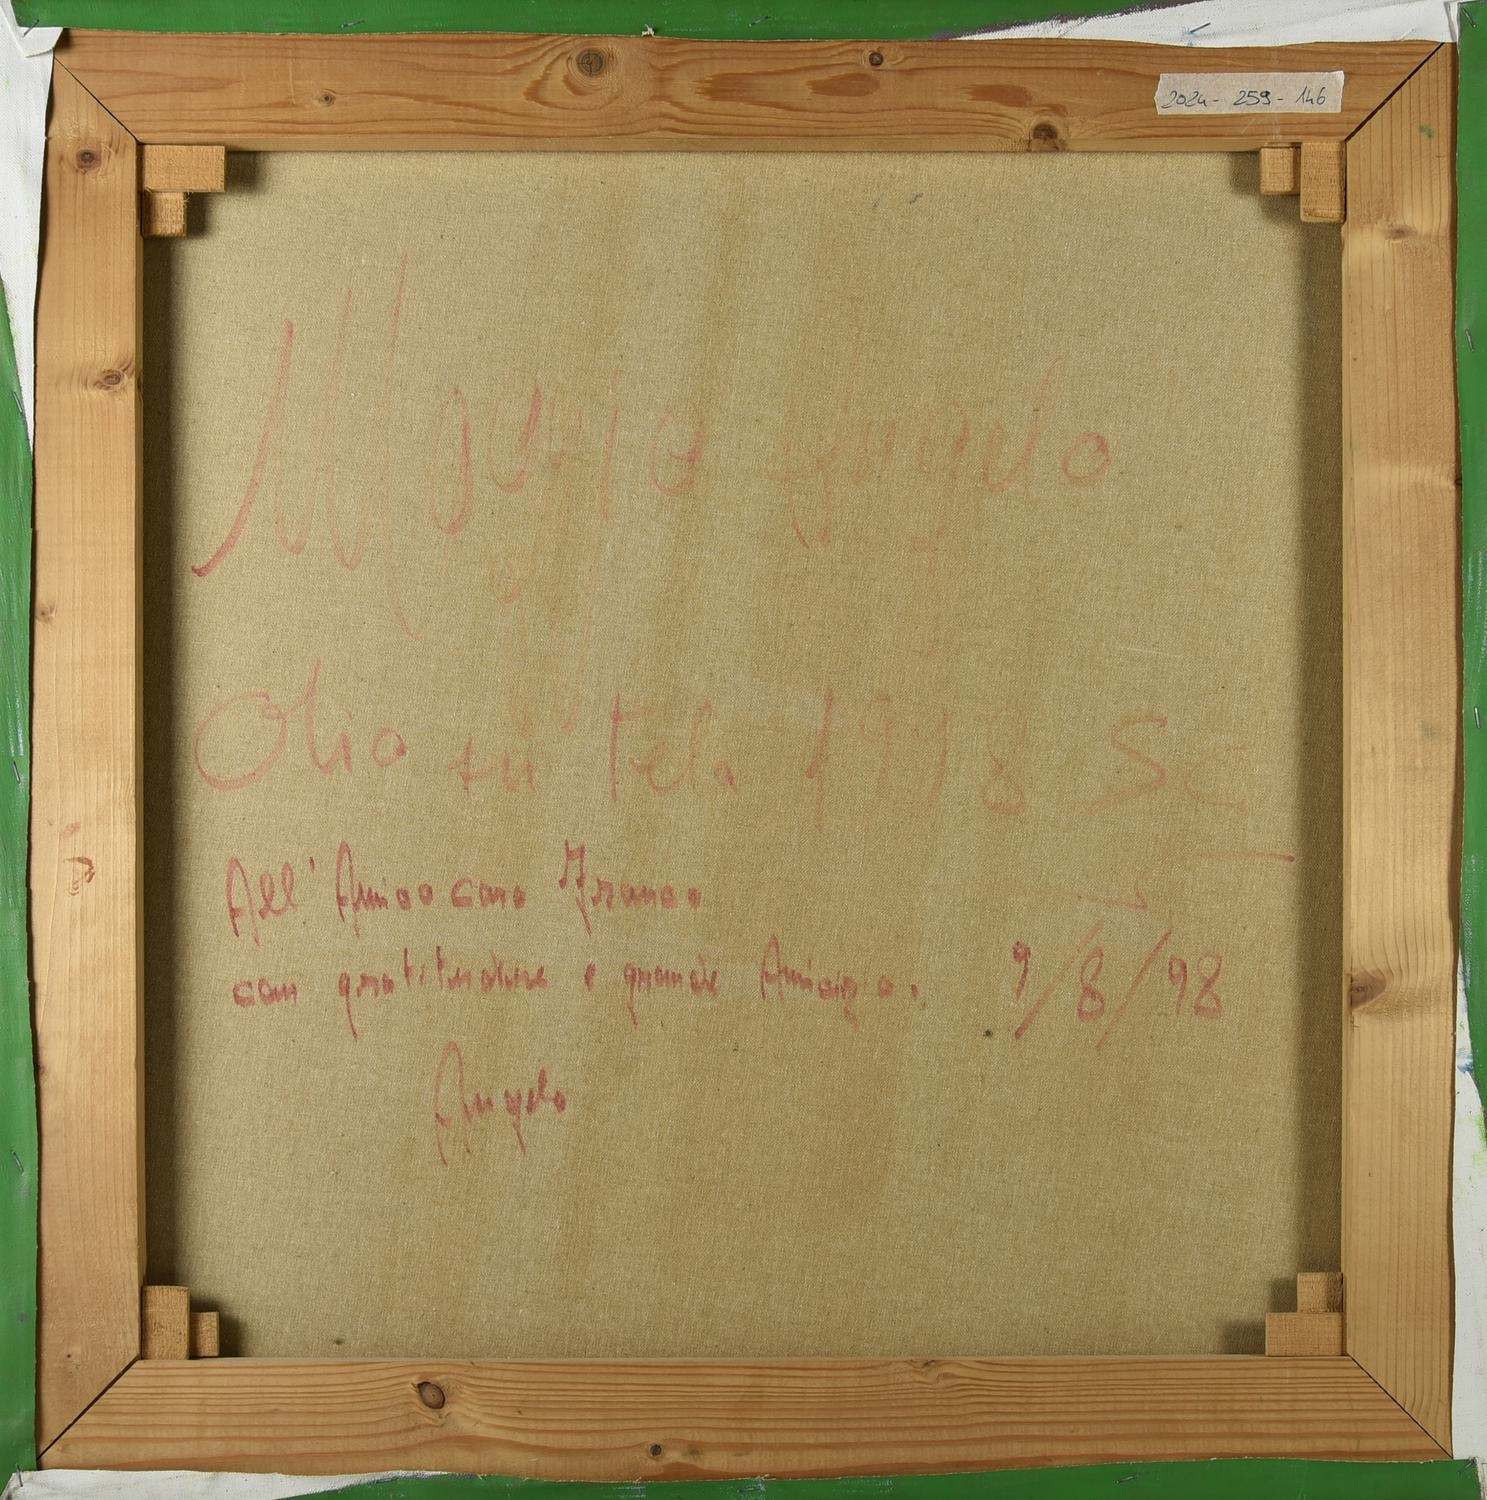 2024 - 259 - 146
Angelo
Olio su tela 1998
All' Amico caro Franco
con gratitudine e grande Amicizia. 9/8/98
Angelo